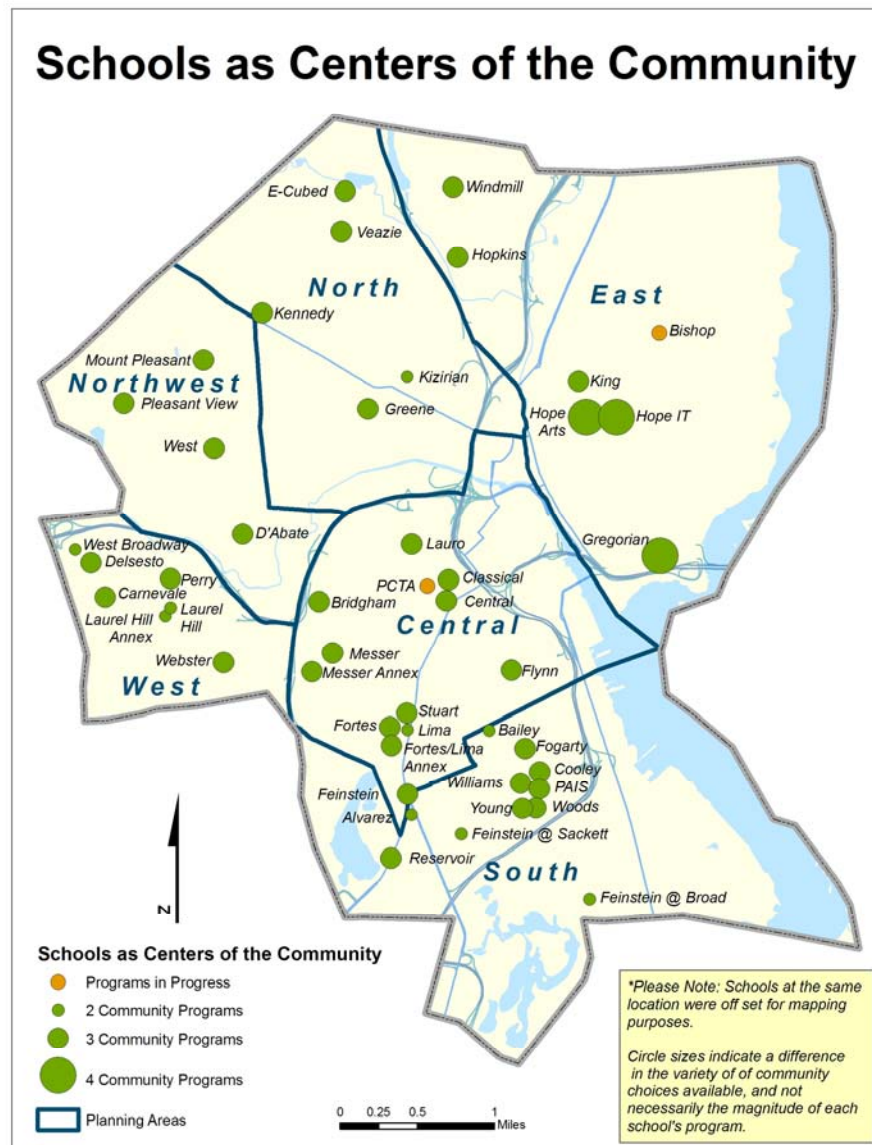 Schools as Centers of the Community
E-Cubed
Windmill
Veazie
Hopkins
North
East
Kennedy
Bishop
Mount Pleasant
Kizirian
King
Northwest
Pleasant View
Greene
Hope
Arts
Hope IT
West
D'Abate
Lauro
Gregorian
West Broadway
Delsesto
Perry
PCTA
Classical
Carnevale
Bridgham
Central
Laurel
Hill
Laurel Hill
Annex
Central
Messer
Webster
Messer Annex
Flynn
West
Stuart
Fortes
Lima
Bailey
Fortes/Lima
Annex
Fogarty
Cooley
Williams
PAIS
Feinstein
Young
Woods
Alvarez
Feinstein @ Sackett
Reservoir
South
Feinstein @ Broad
N
Schools as Centers of the Community
Programs in Progress
2 Community Programs
3 Community Programs
4 Community Programs
Planning Areas
0 0.25 0.5 1
Miles
*Please Note: Schools at the same
location were off set for mapping
purposes.
Circle sizes indicate a difference
in the variety of of community
choices available, and not
necessarily the magnitude of each
school's program.